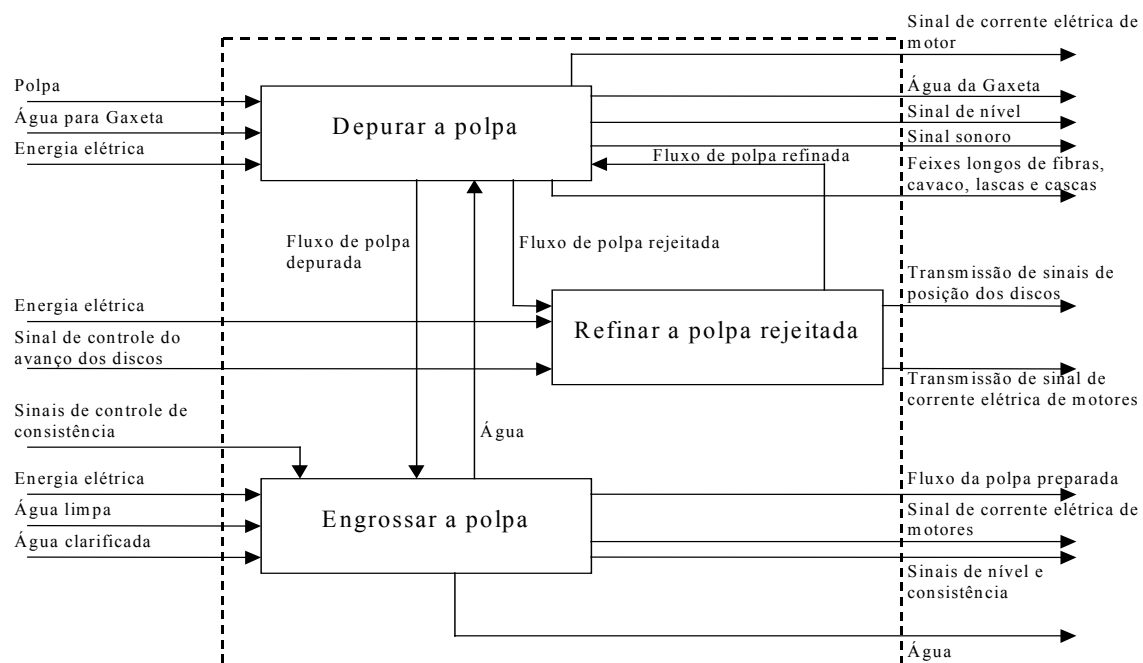 Sinal de corrente elétrica de
motor
Polpa
Água para Gaxeta
Energia elétrica
Depurar a polpa
Água da Gaxeta
Sinal de nível
Sinal sonoro
Fluxo de polpa refinada
Feixes longos de fibras,
cavaco, lascas e cascas
Fluxo de polpa
depurada
Fluxo de polpa rejeitada
Energia elétrica
Sinal de controle do
avanço dos discos
Refinar a polpa rejeitada
Transmissão de sinais de
posição dos discos
Transmissão de sinal de
corrente elétrica de motores
Sinais de controle de
consistência
Água
Energia elétrica
Água limpa
Água clarificada
Engrossar a polpa
Fluxo da polpa preparada
Sinal de corrente elétrica de
motores
Sinais de nível e
consistência
Água